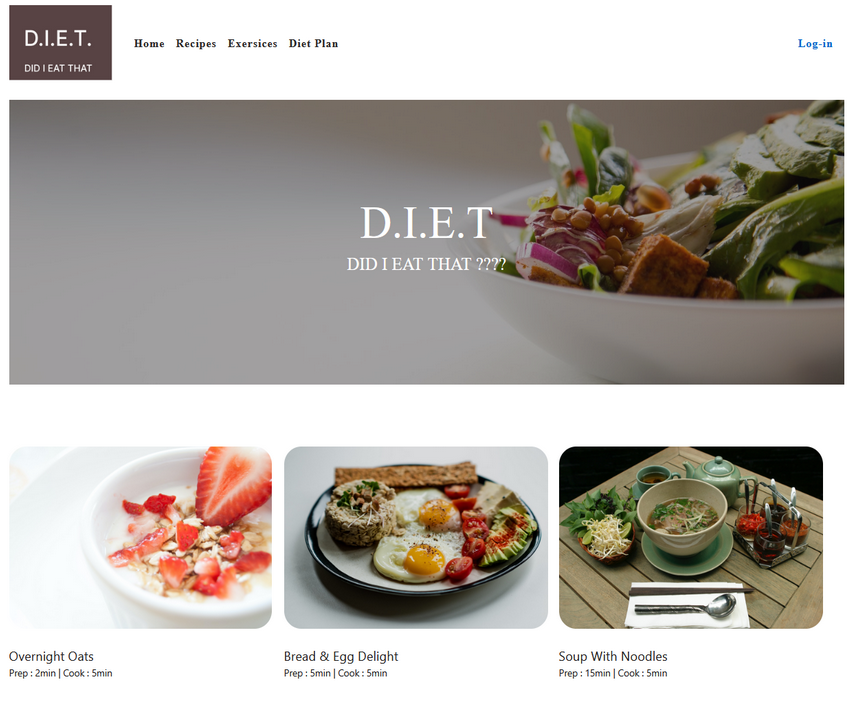 D.I.E.T.
DID I EAT THAT
Home Recipes Exersices Diet Plan
Log-in
D.I.E.T
DID I EAT THAT ????
Overnight Oats
Prep : 2min | Cook : 5min
Bread & Egg Delight
Prep : 5min | Cook : 5min
Soup With Noodles
Prep : 15min | Cook : 5min